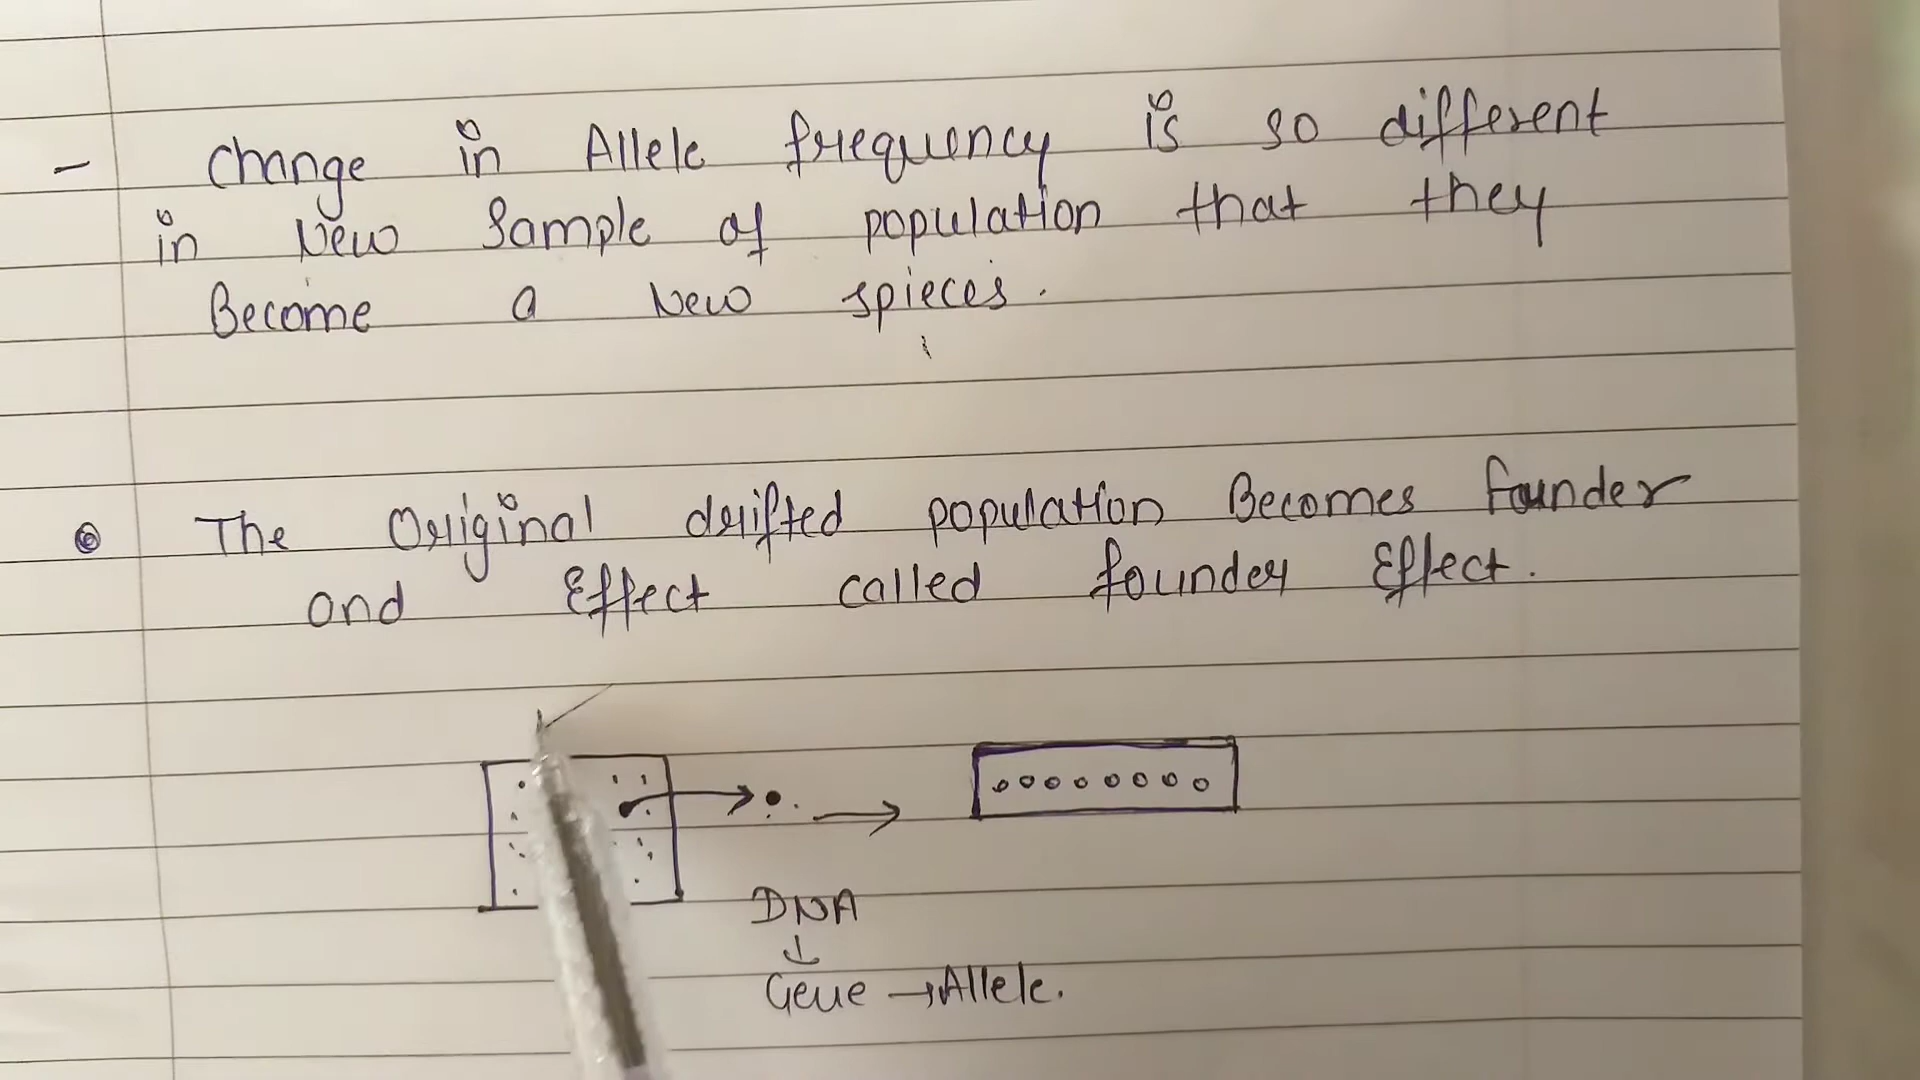 - Change in Allele frequency is so different
in New Sample of population that they
Become a New spieces.
The Original drifted population Becomes founder
and Effect called founder Effect.
DNA
↓
Gene → Allele.